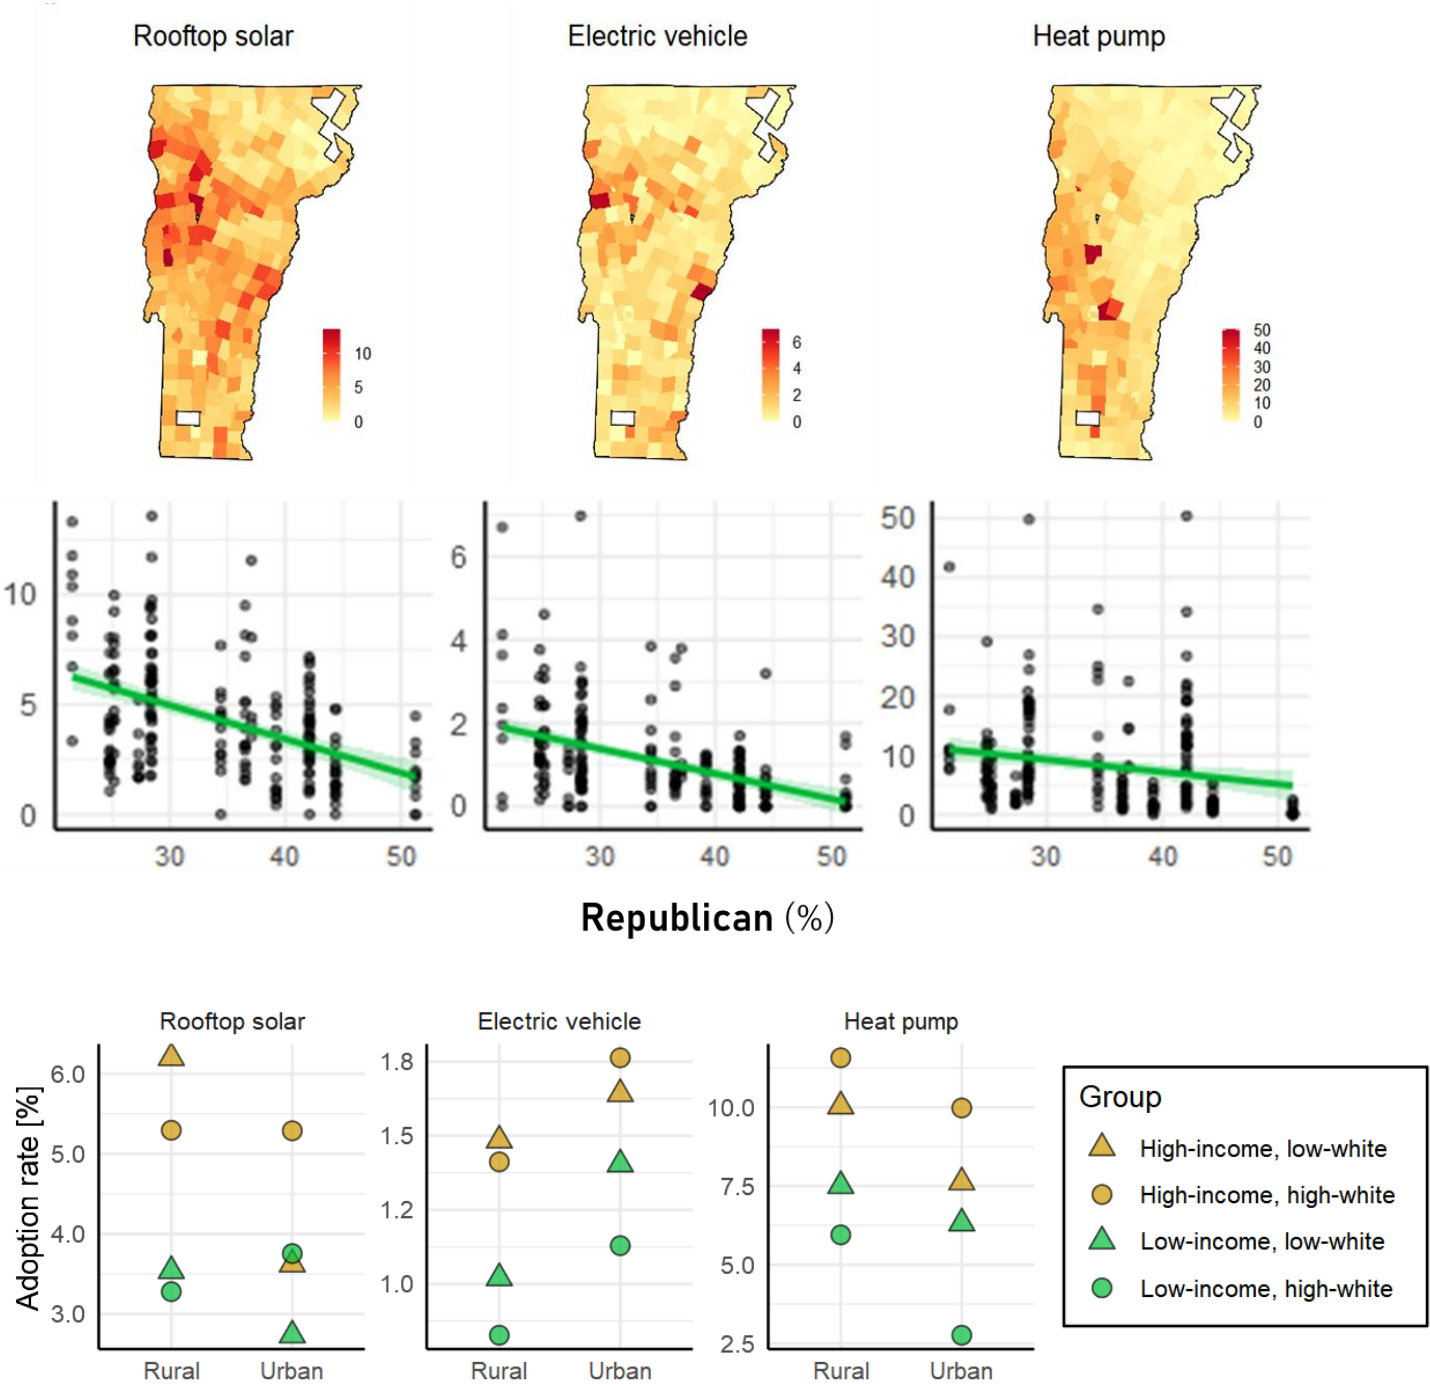 Rooftop solar
Electric vehicle
Heat pump
10
5
0
6
4
2
0
50
40
30
20
10
0
10
5
0
30
40
50
6
4
2
0
30
40
50
50
40
30
20
10
0
30
40
50
Republican (%)
Rooftop solar
Electric vehicle
Heat pump
Adoption rate [%]
6.0
5.0
4.0
3.0
Rural
Urban
1.8
1.5
1.2
1.0
Rural
Urban
10.0
7.5
5.0
2.5
Rural
Urban
Group
High-income, low-white
High-income, high-white
Low-income, low-white
Low-income, high-white